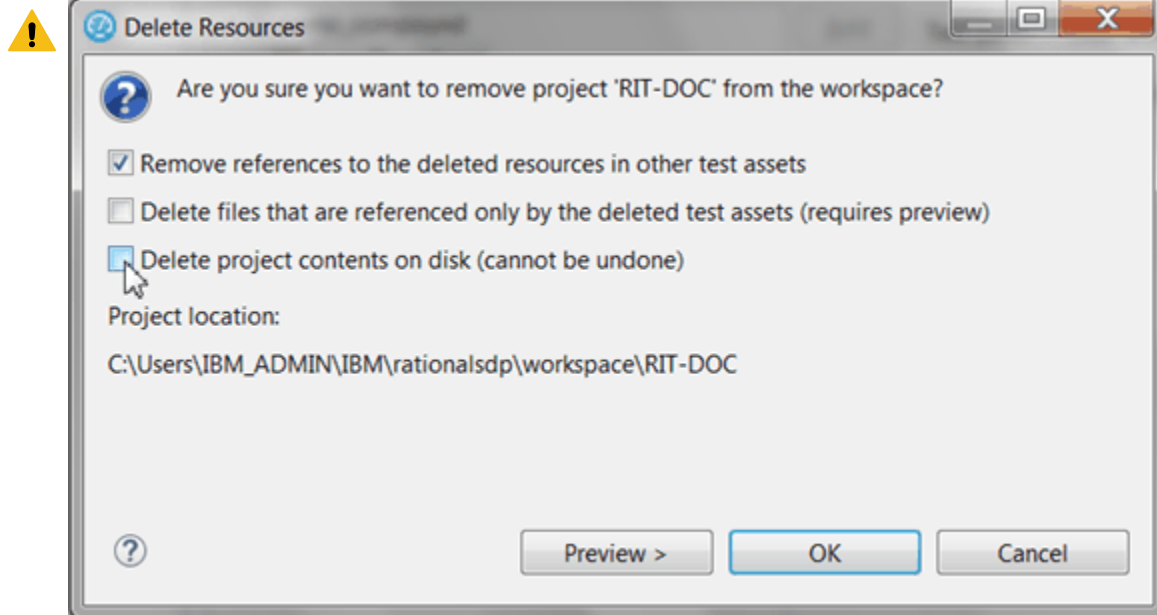 Delete Resources
Are you sure you want to remove project 'RIT-DOC' from the workspace?
Remove references to the deleted resources in other test assets
Delete files that are referenced only by the deleted test assets (requires preview)
Delete project contents on disk (cannot be undone)
Project location:
C:\Users\IBM_ADMIN\IBM\rationalsdp\workspace\RIT-DOC
Preview >
OK
Cancel